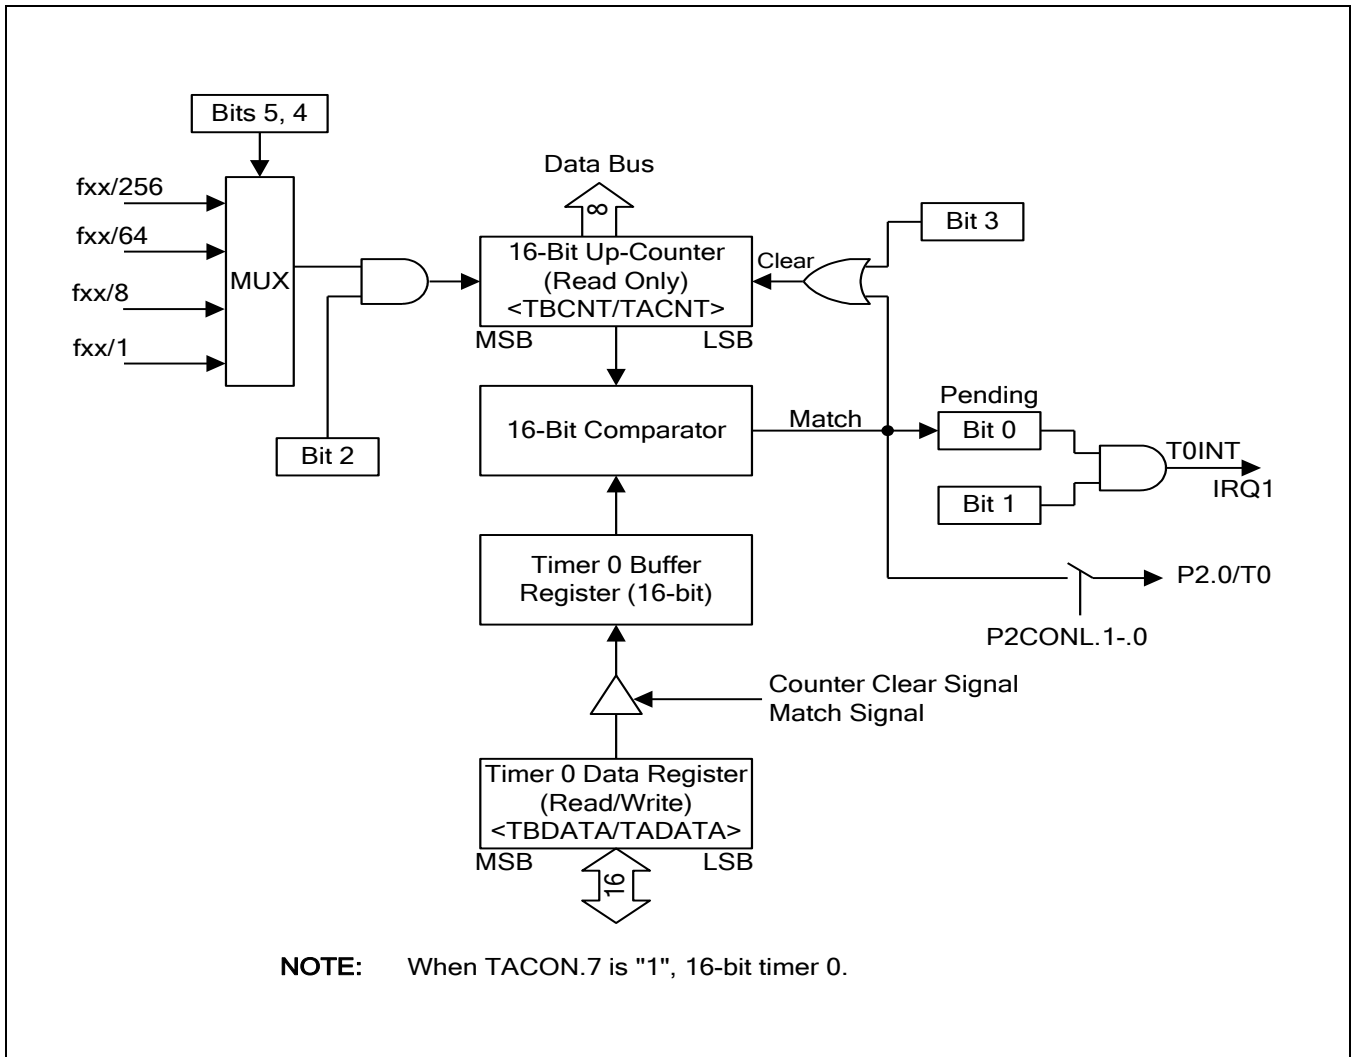 Bits 5, 4
Data Bus
8
fxx/256
fxx/64
fxx/8
fxx/1
MUX
Bit 2
16-Bit Up-Counter
(Read Only)
<TBCNT/TACNT>
MSB
LSB
Clear
Bit 3
16-Bit Comparator
Match
Pending
Bit 0
Bit 1
T0INT
IRQ1
Timer 0 Buffer
Register (16-bit)
P2.0/T0
P2CONL.1-.0
Counter Clear Signal
Match Signal
Timer 0 Data Register
(Read/Write)
<TBDATA/TADATA>
MSB
LSB
16
NOTE: When TACON.7 is "1", 16-bit timer 0.